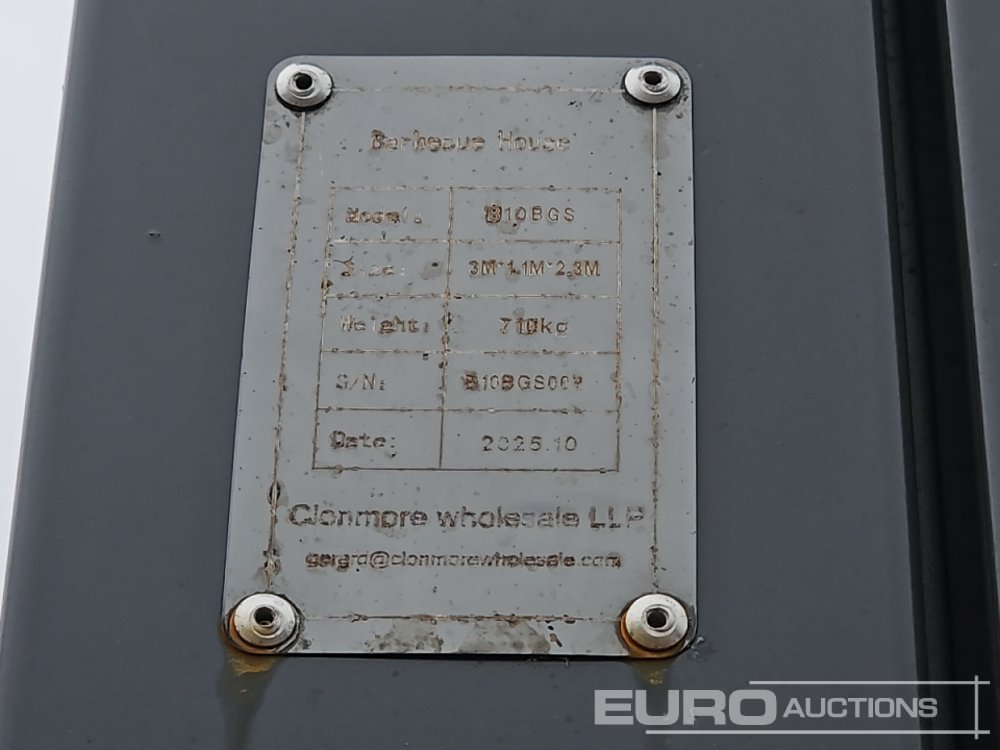 Barbecue House
Model: B10BGS
Size: 3M*1.1M*2.3M
Weight: 710kg
S/N:
Date: 2025.10
Clonmore wholesale LLP
gerard@clonmorewholesale.com
EURO AUCTIONS